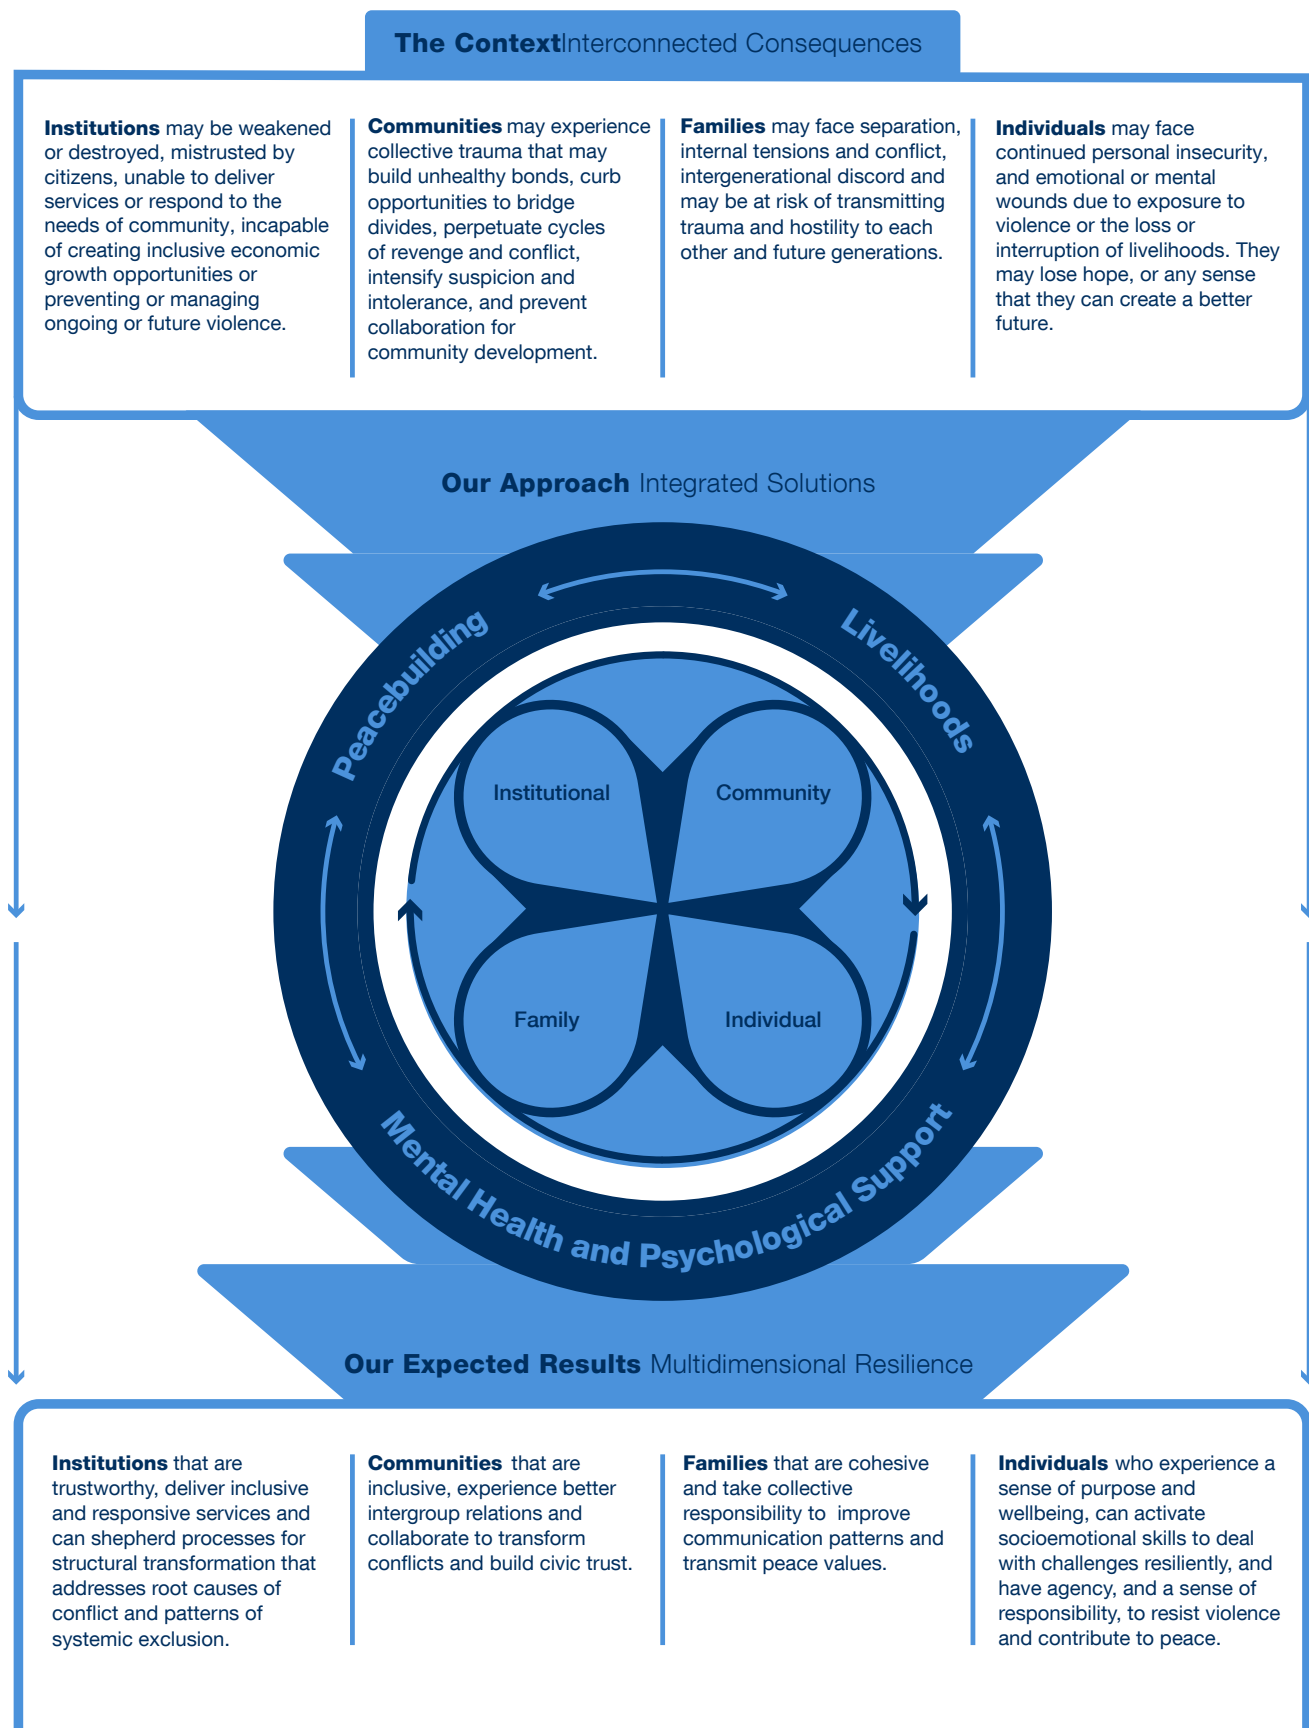 The ContextInterconnected Consequences
Institutions may be weakened
or destroyed, mistrusted by
citizens, unable to deliver
services or respond to the
needs of community, incapable
of creating inclusive economic
growth opportunities or
preventing or managing
ongoing or future violence.
Communities may experience
collective trauma that may
build unhealthy bonds, curb
opportunities to bridge
divides, perpetuate cycles
of revenge and conflict,
intensify suspicion and
intolerance, and prevent
collaboration for
community development.
Families may face separation,
internal tensions and conflict,
intergenerational discord and
may be at risk of transmitting
trauma and hostility to each
other and future generations.
Individuals may face
continued personal insecurity,
and emotional or mental
wounds due to exposure to
violence or the loss or
interruption of livelihoods. They
may lose hope, or any sense
that they can create a better
future.
Our Approach Integrated Solutions
Peacebuilding
Livelihoods
Institutional
Community
Family
Individual
Mental Health and Psychological Support
Our Expected Results Multidimensional Resilience
Institutions that are
trustworthy, deliver inclusive
and responsive services and
can shepherd processes for
structural transformation that
addresses root causes of
conflict and patterns of
systemic exclusion.
Communities that are
inclusive, experience better
intergroup relations and
collaborate to transform
conflicts and build civic trust.
Families that are cohesive
and take collective
responsibility to improve
communication patterns and
transmit peace values.
Individuals who experience a
sense of purpose and
wellbeing, can activate
socioemotional skills to deal
with challenges resiliently, and
have agency, and a sense of
responsibility, to resist violence
and contribute to peace.